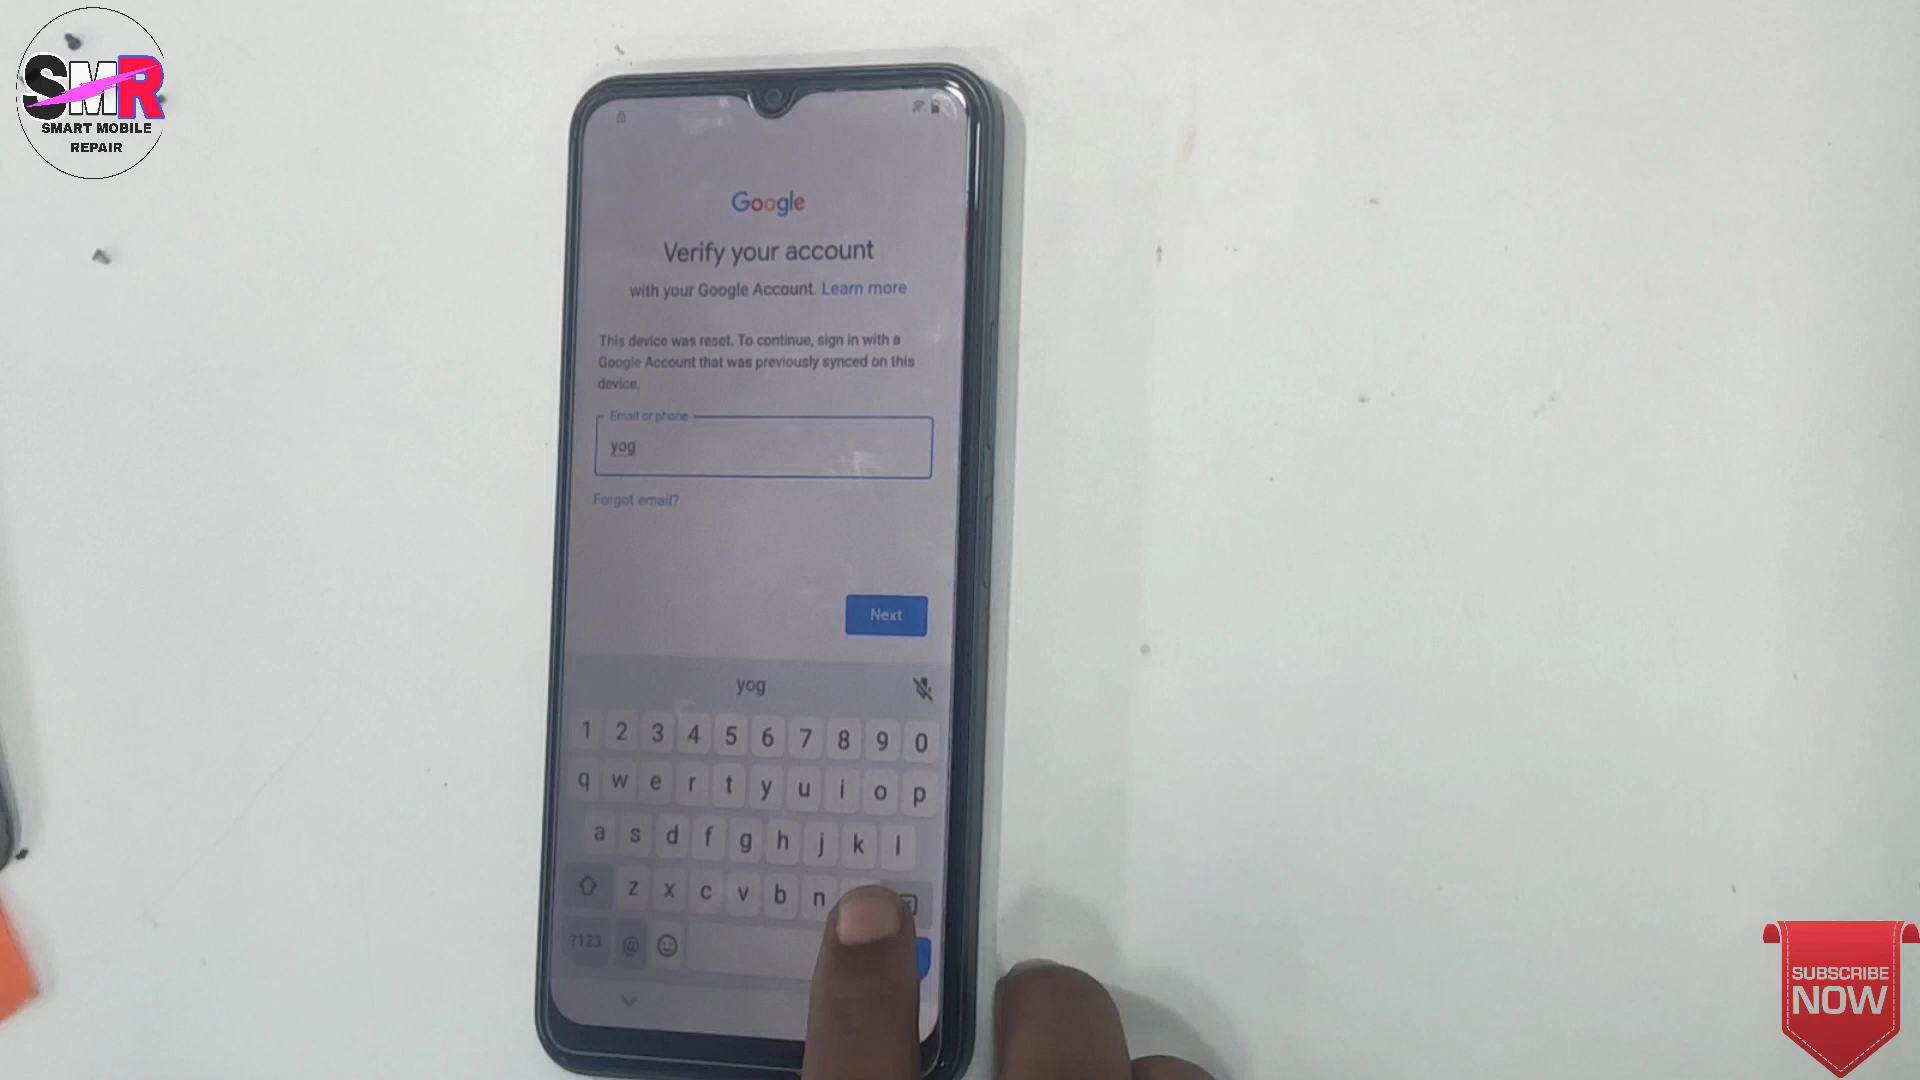 SMR
SMART MOBILE
REPAIR
Google
Verify your account
with your Google Account. Learn more
This device was reset. To continue, sign in with a
Google Account that was previously synced on this
device.
Email or phone
yog
Forgot email?
Next
yog
1 2 3 4 5 6 7 8 9 0
q w e r t y u i o p
a s d f g h j k l
z x c v b n
?123 @
SUBSCRIBE
NOW